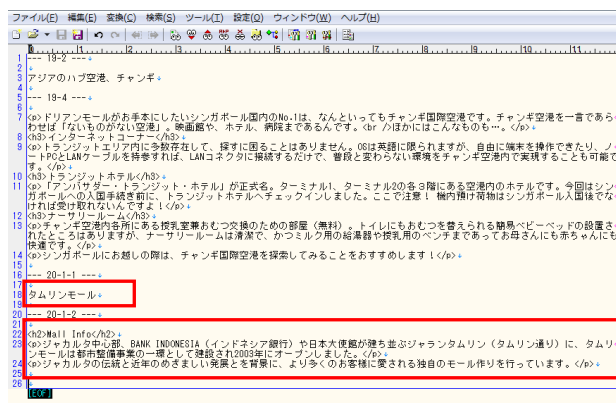 ファイル(F) 編集(E) 変換(C) 検索(S) ツール(T) 設定(O) ウィンドウ(W) ヘルプ(H)
0 1 2 3 4 5 6 7 8 9 10 11
1 --- 19-2 ---
2
3 アジアのハブ空港、チャンギ
4
5 --- 19-4 ---
6
7 <p>ドリアンモールがお手本にしたいシンガポール国内のNo.1は、なんといってもチャンギ国際空港です。チャンギ空港を一言であら
わせば「ないものがない空港」。映画館や、ホテル、病院まであるんです。<br />ほかにはこんなものも…。</p>
8 <h3>インターネットコーナー</h3>
9 <p>トランジットエリア内に多数存在して、探すに困ることはありません。OSは英語に限られますが、自由に端末を操作できたり、ノ
ートPCとLANケーブルを持参すれば、LANコネクタに接続するだけで、普段と変わらない環境をチャンギ空港内で実現することも可能で
す。</p>
10 <h3>トランジットホテル</h3>
11 <p>「アンバサダー・トランジット・ホテル」が正式名。ターミナル1、ターミナル2の各3階にある空港内のホテルです。今回はシン
ガポールへの入国手続き前に、トランジットホテルへチェックインしました。ここで注意！ 機内預け荷物はシンガポール入国後でな
ければ受け取れないんですよ！</p>
12 <h3>ナーサリールーム</h3>
13 <p>チャンギ空港内各所にある授乳室兼おむつ交換のための部屋（無料）。トイレにもおむつを替えられる簡易ベビーベッドの設置さ
れたところはありますが、ナーサリールームは清潔で、かつミルク用の給湯器や授乳用のベンチまであってお母さんにも赤ちゃんにも
快適です。</p>
14 <p>シンガポールにお越しの際は、チャンギ国際空港を探索してみることをおすすめします！</p>
15
16 --- 20-1-1 ---
17
18 タムリンモール
19
20 --- 20-1-2 ---
21
22 <h2>Mall Info</h2>
23 <p>ジャカルタ中心部、BANK INDONESIA（インドネシア銀行）や日本大使館が建ち並ぶジャランタムリン（タムリン通り）に、タムリ
ンモールは都市整備事業の一環として建設され2003年にオープンしました。</p>
24 <p>ジャカルタの伝統と近年のめざましい発展とを背景に、より多くのお客様に愛される独自のモール作りを行っています。</p>
25
26
[EOF]